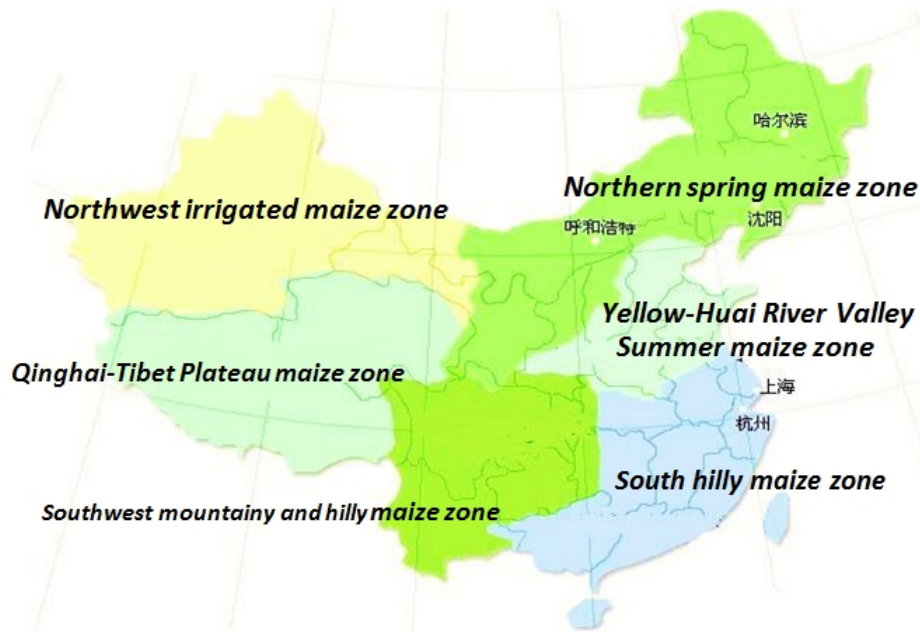 哈尔滨
Northern spring maize zone
Northwest irrigated maize zone
沈阳
呼和浩特
Yellow-Huai River Valley
Summer maize zone
Qinghai-Tibet Plateau maize zone
上海
杭州
South hilly maize zone
Southwest mountainy and hilly maize zone